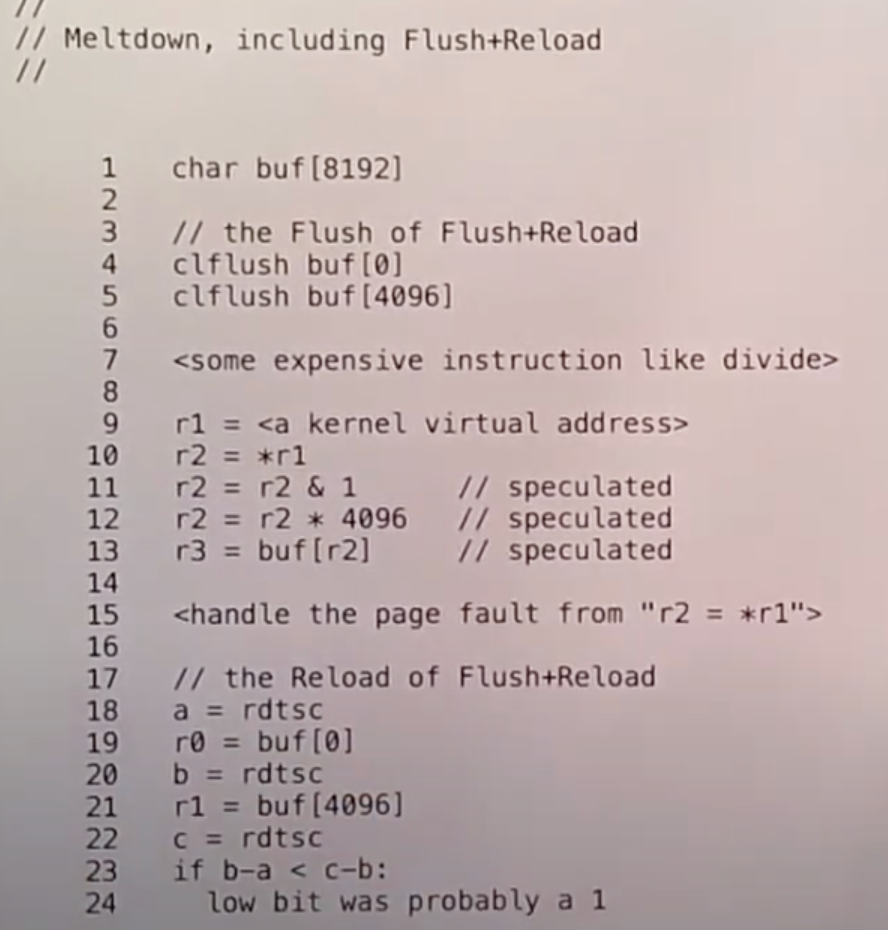 //
// Meltdown, including Flush+Reload
//
1 char buf[8192]
2
3 // the Flush of Flush+Reload
4 clflush buf[0]
5 clflush buf[4096]
6
7 <some expensive instruction like divide>
8
9 r1 = <a kernel virtual address>
10 r2 = *r1
11 r2 = r2 & 1 // speculated
12 r2 = r2 * 4096 // speculated
13 r3 = buf[r2] // speculated
14
15 <handle the page fault from "r2 = *r1">
16
17 // the Reload of Flush+Reload
18 a = rdtsc
19 r0 = buf[0]
20 b = rdtsc
21 r1 = buf[4096]
22 c = rdtsc
23 if b-a < c-b:
24 low bit was probably a 1